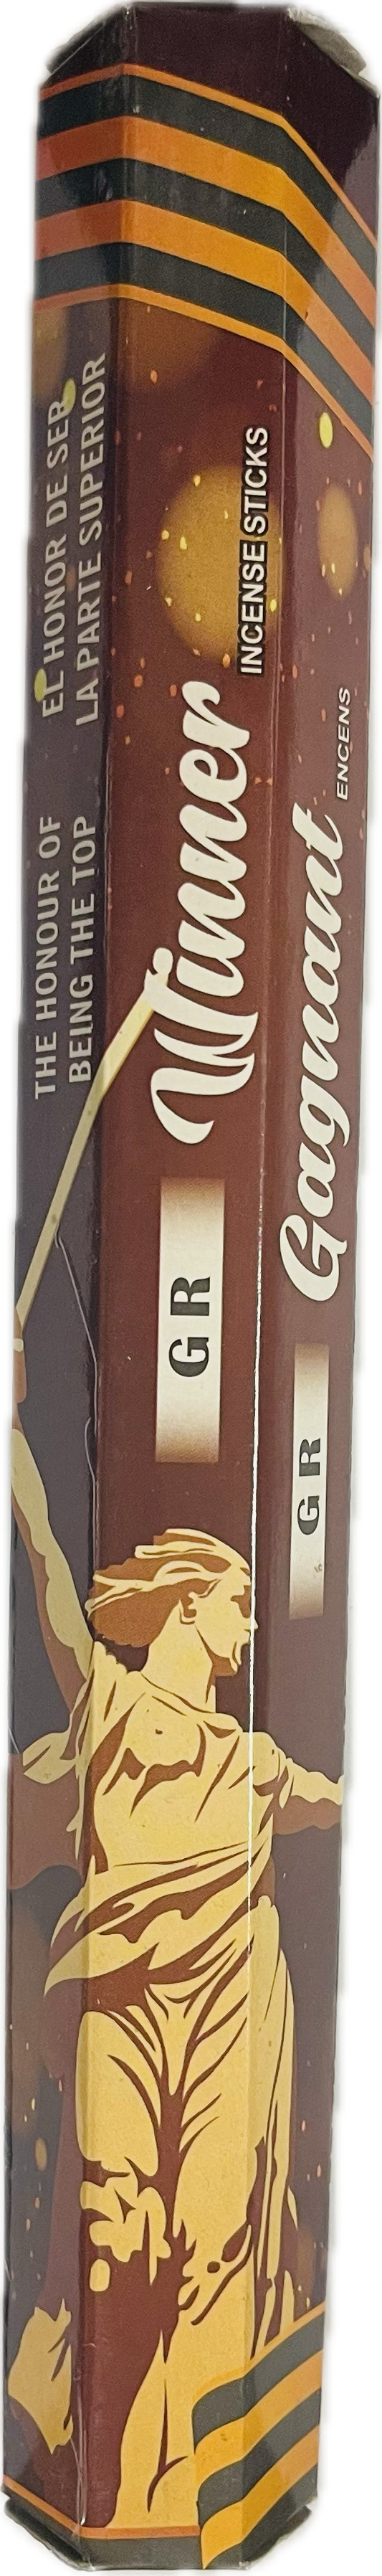 THE HONOUR OF
BEING THE TOP
EL HONOR DE SER
LA PARTE SUPERIOR
GR
Winner
INCENSE STICKS
GR
Gagnant
ENCENS